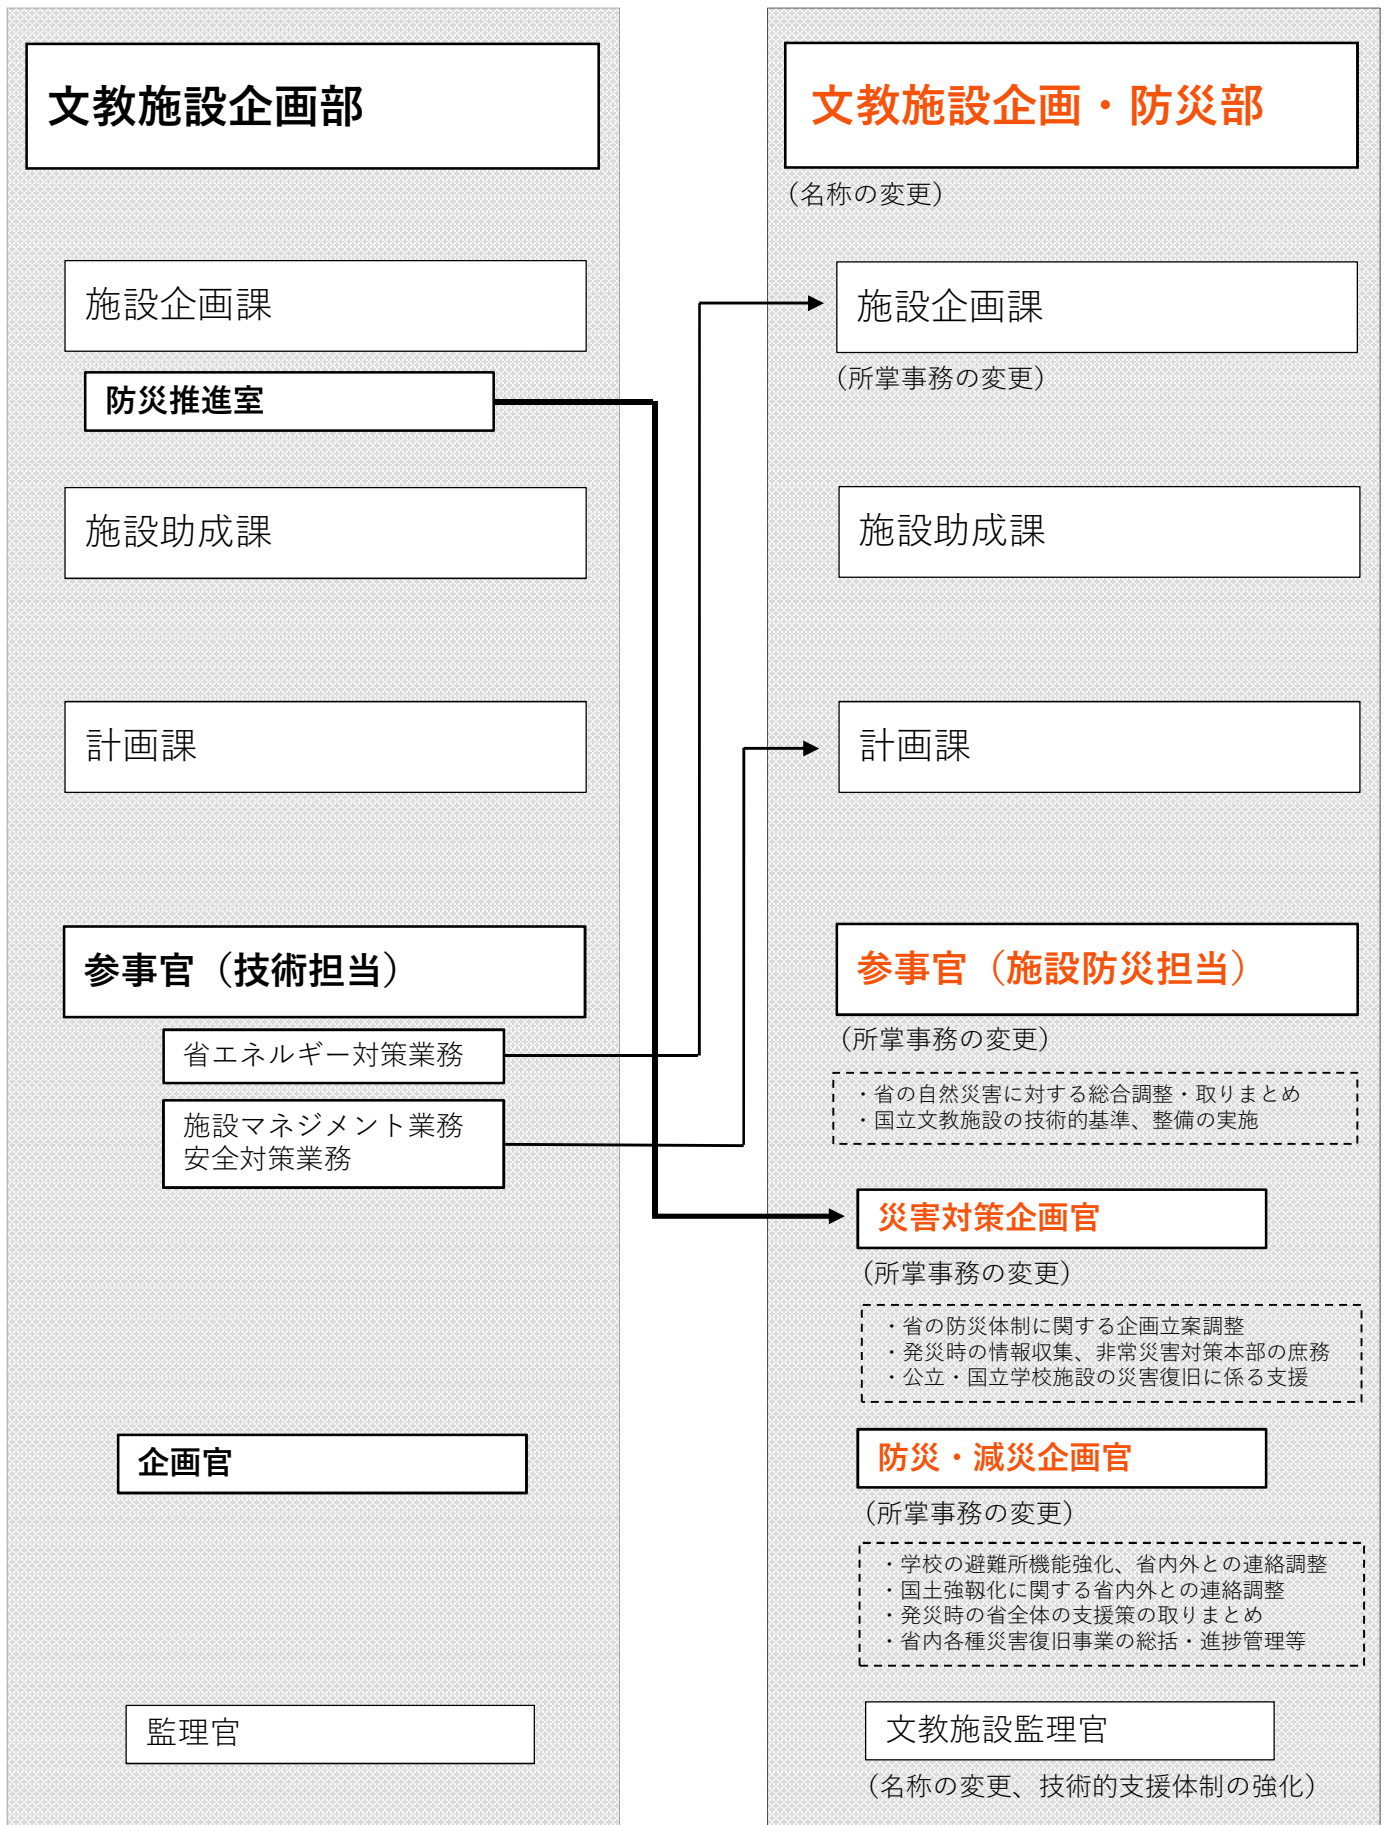 文教施設企画部
施設企画課
防災推進室
施設助成課
計画課
参事官（技術担当）
省エネルギー対策業務
施設マネジメント業務
安全対策業務
企画官
監理官
文教施設企画・防災部
（名称の変更）
施設企画課
（所掌事務の変更）
施設助成課
計画課
参事官（施設防災担当）
（所掌事務の変更）
・省の自然災害に対する総合調整・取りまとめ
・国立文教施設の技術的基準、整備の実施
災害対策企画官
（所掌事務の変更）
・省の防災体制に関する企画立案調整
・発災時の情報収集、非常災害対策本部の庶務
・公立・国立学校施設の災害復旧に係る支援
防災・減災企画官
（所掌事務の変更）
・学校の避難所機能強化、省内外との連絡調整
・国土強靱化に関する省内外との連絡調整
・発災時の省全体の支援策の取りまとめ
・省内各種災害復旧事業の総括・進捗管理等
文教施設監理官
（名称の変更、技術的支援体制の強化）